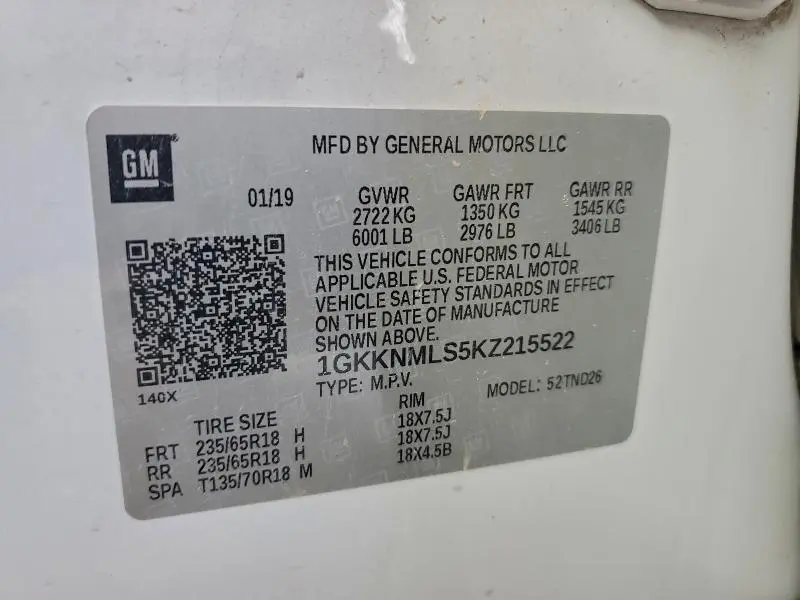 GM
MFD BY GENERAL MOTORS LLC
01/19
GVWR GAWR FRT GAWR RR
2722 KG 1350 KG 1545 KG
6001 LB 2976 LB 3406 LB
THIS VEHICLE CONFORMS TO ALL
APPLICABLE U.S. FEDERAL MOTOR
VEHICLE SAFETY STANDARDS IN EFFECT
ON THE DATE OF MANUFACTURE
SHOWN ABOVE.
1GKKNMLS5KZ215522
TYPE: M.P.V. MODEL: 52TND26
140X
TIRE SIZE RIM
FRT 235/65R18 H 18X7.5J
RR 235/65R18 H 18X7.5J
SPA T135/70R18 M 18X4.5B